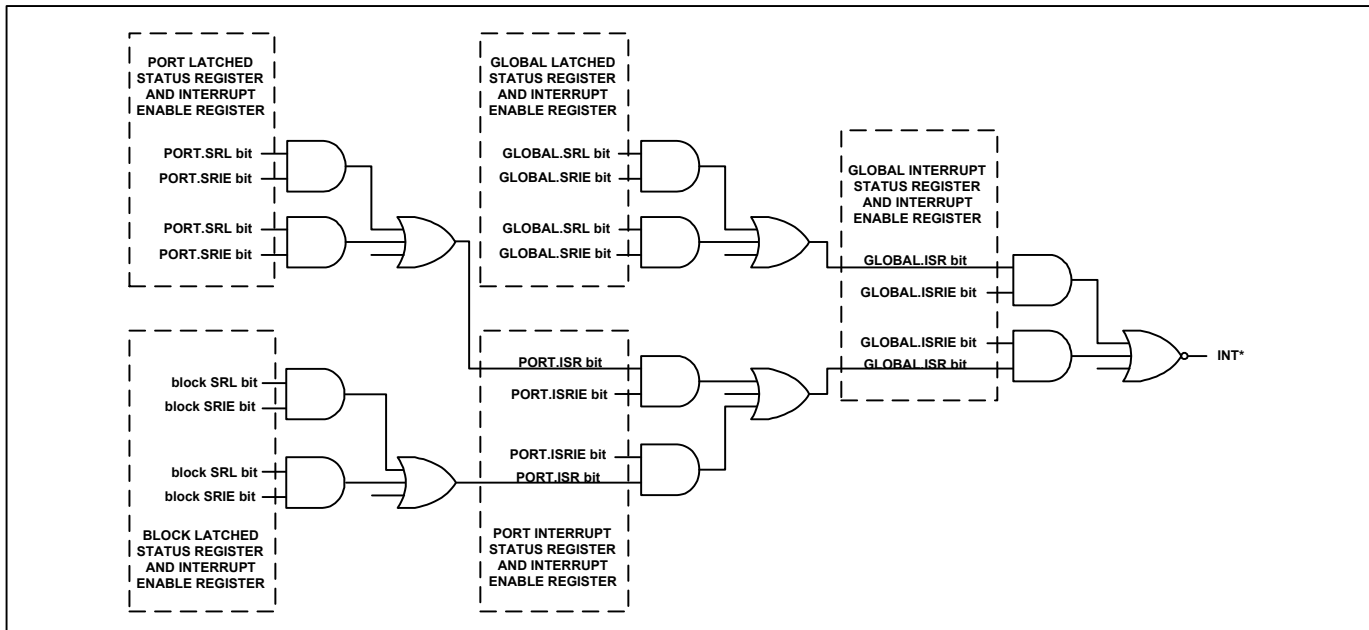 PORT LATCHED
STATUS REGISTER
AND INTERRUPT
ENABLE REGISTER
PORT.SRL bit
PORT.SRIE bit
PORT.SRL bit
PORT.SRIE bit
block SRL bit
block SRIE bit
block SRL bit
block SRIE bit
BLOCK LATCHED
STATUS REGISTER
AND INTERRUPT
ENABLE REGISTER
GLOBAL LATCHED
STATUS REGISTER
AND INTERRUPT
ENABLE REGISTER
GLOBAL.SRL bit
GLOBAL.SRIE bit
GLOBAL.SRL bit
GLOBAL.SRIE bit
PORT.ISR bit
PORT.ISRIE bit
PORT.ISRIE bit
PORT.ISR bit
PORT INTERRUPT
STATUS REGISTER
AND INTERRUPT
ENABLE REGISTER
GLOBAL INTERRUPT
STATUS REGISTER
AND INTERRUPT
ENABLE REGISTER
GLOBAL.ISR bit
GLOBAL.ISRIE bit
GLOBAL.ISRIE bit
GLOBAL.ISR bit
INT*